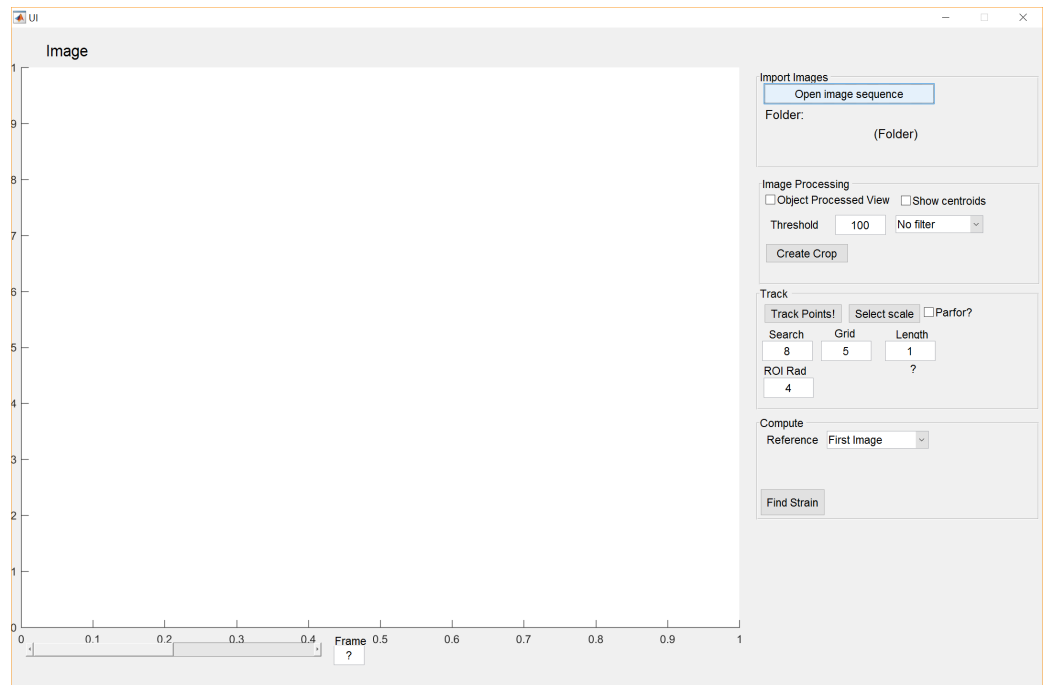 UI
Image
1
9
8
7
6
5
4
3
2
1
0
0 0.1 0.2 0.3 0.4 0.5 0.6 0.7 0.8 0.9 1
Frame
?
Import Images
Open image sequence
Folder:
(Folder)
Image Processing
Object Processed View Show centroids
Threshold 100 No filter
Create Crop
Track
Track Points! Select scale Parfor?
Search Grid Length
8 5 1
ROI Rad ?
4
Compute
Reference First Image
Find Strain